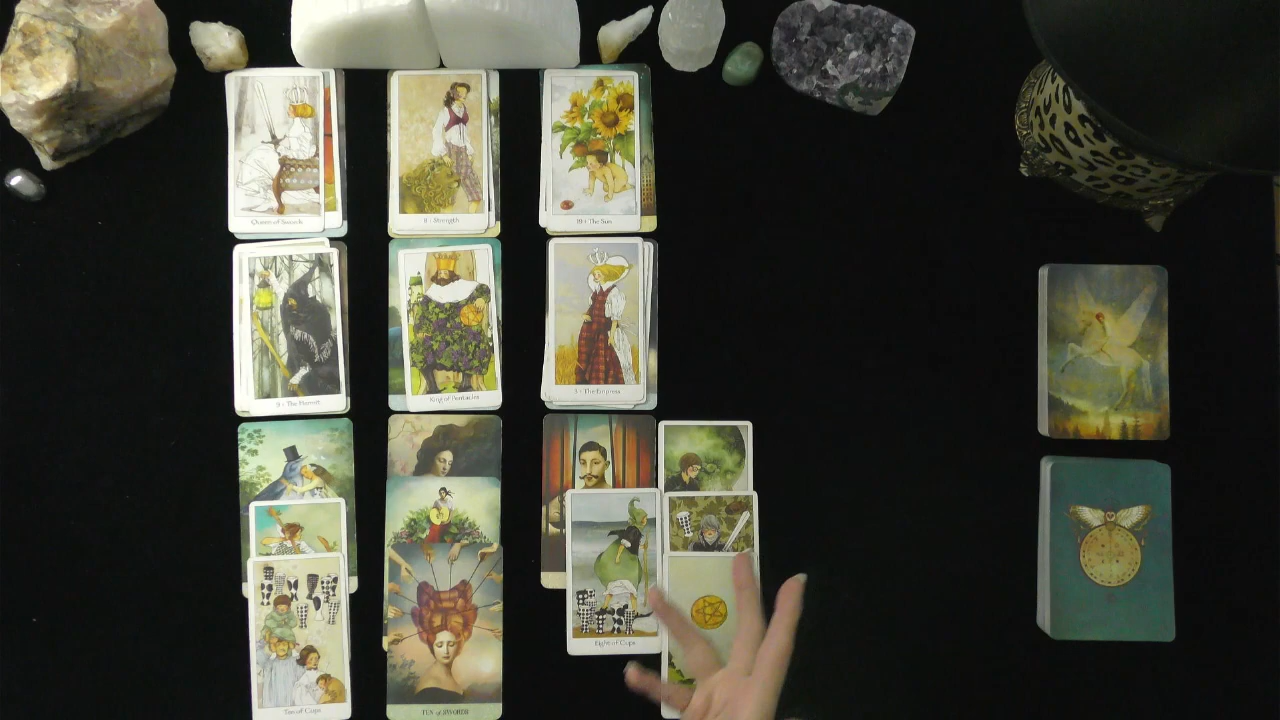 Queen of Swords
8 • Strength
19 • The Sun
9 • The Hermit
King of Pentacles
3 • The Empress
Eight of Cups
Ten of Cups
TEN of SWORDS